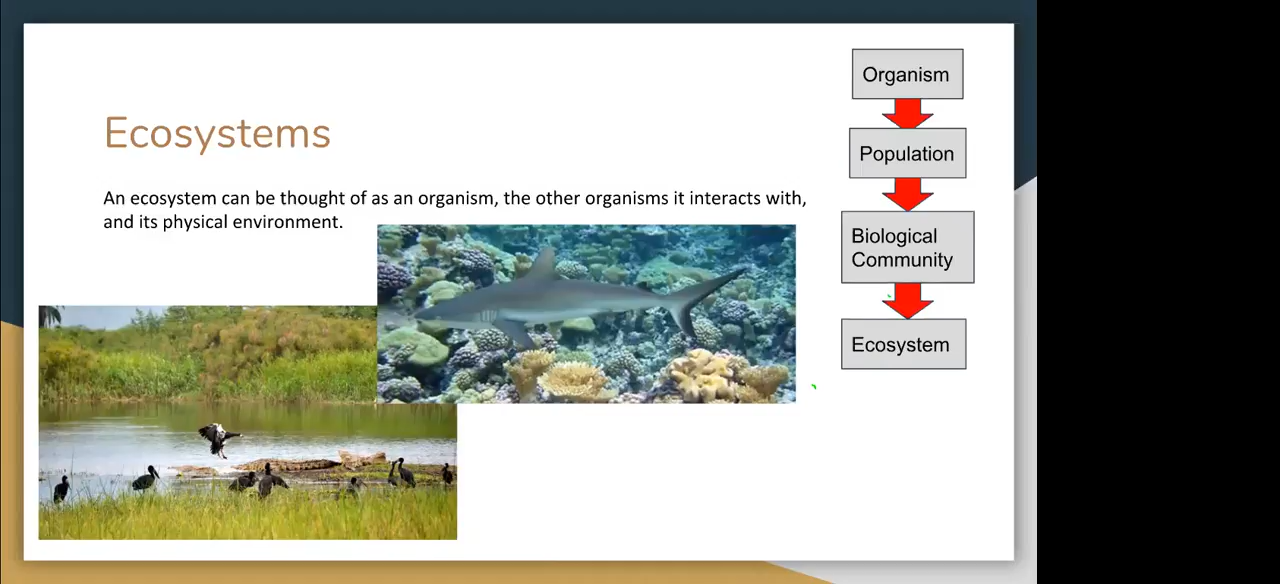 Ecosystems
An ecosystem can be thought of as an organism, the other organisms it interacts with,
and its physical environment.
Organism
Population
Biological
Community
Ecosystem